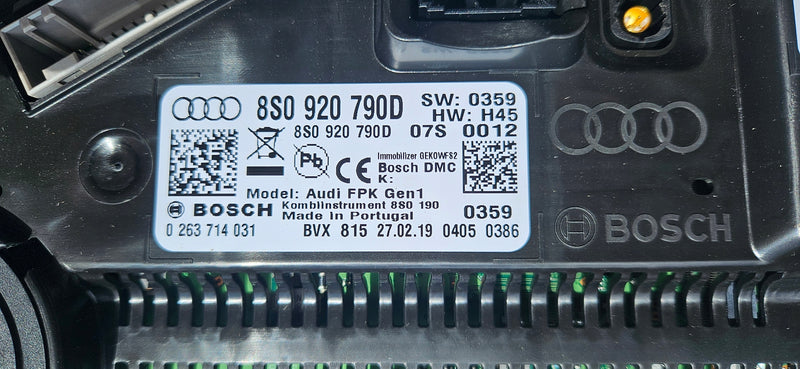 8S0 920 790D SW: 0359
HW: H45
8S0 920 790D 07S 0012
Pb
Immobilizer GEKOWFS2
CE Bosch DMC
K:
Model: Audi FPK Gen1
BOSCH Kombiinstrument 8S0 190 0359
Made in Portugal
0 263 714 031 BVX 815 27.02.19 0405 0386
BOSCH